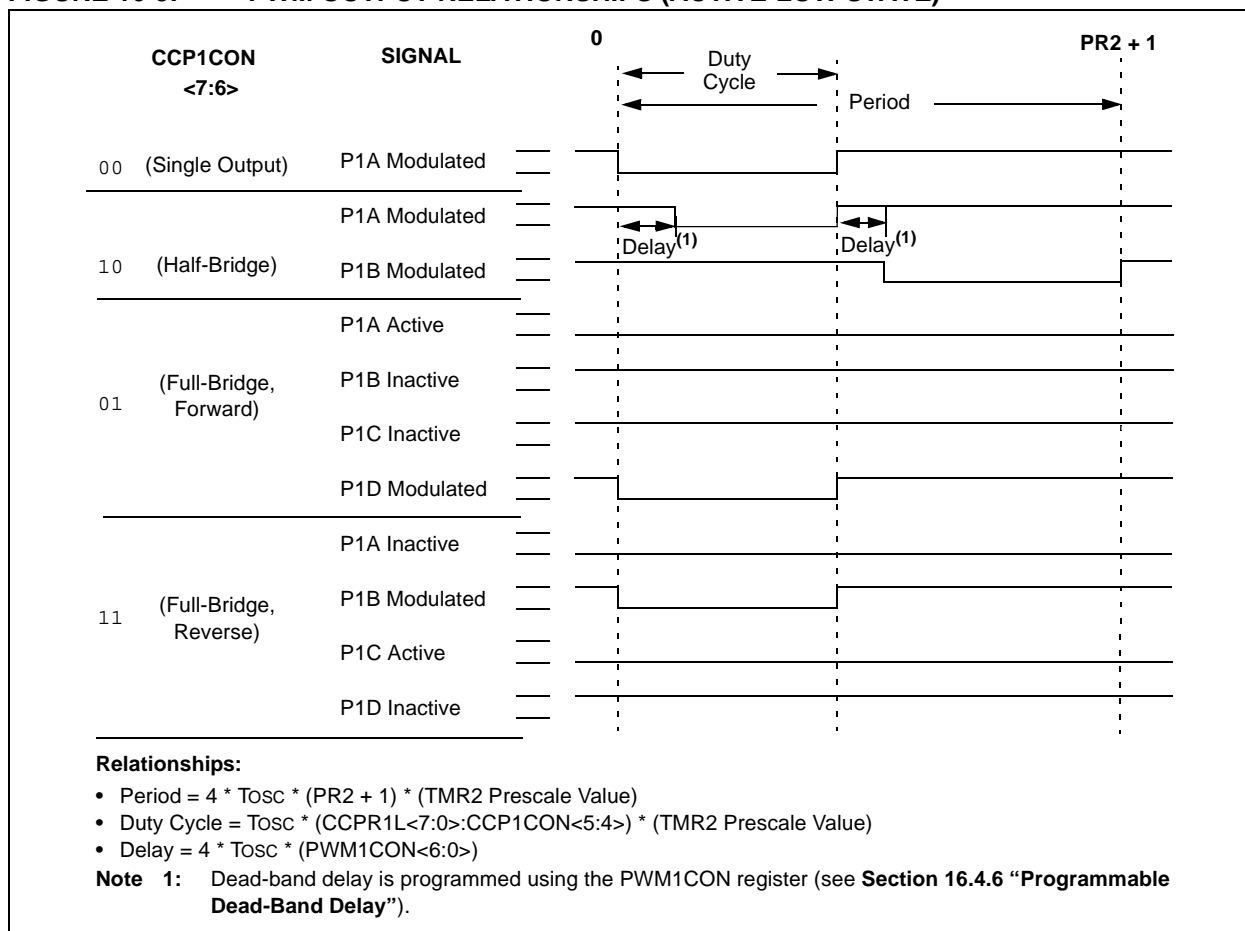 0 PR2 + 1
CCP1CON SIGNAL Duty
<7:6> Cycle
Period
00 (Single Output) P1A Modulated
P1A Modulated
Delay(1) Delay(1)
10 (Half-Bridge) P1B Modulated
P1A Active
(Full-Bridge, P1B Inactive
01 Forward)
P1C Inactive
P1D Modulated
P1A Inactive
(Full-Bridge, P1B Modulated
11 Reverse)
P1C Active
P1D Inactive
Relationships:
• Period = 4 * TOSC * (PR2 + 1) * (TMR2 Prescale Value)
• Duty Cycle = TOSC * (CCPR1L<7:0>:CCP1CON<5:4>) * (TMR2 Prescale Value)
• Delay = 4 * TOSC * (PWM1CON<6:0>)
Note 1: Dead-band delay is programmed using the PWM1CON register (see Section 16.4.6 “Programmable
Dead-Band Delay”).